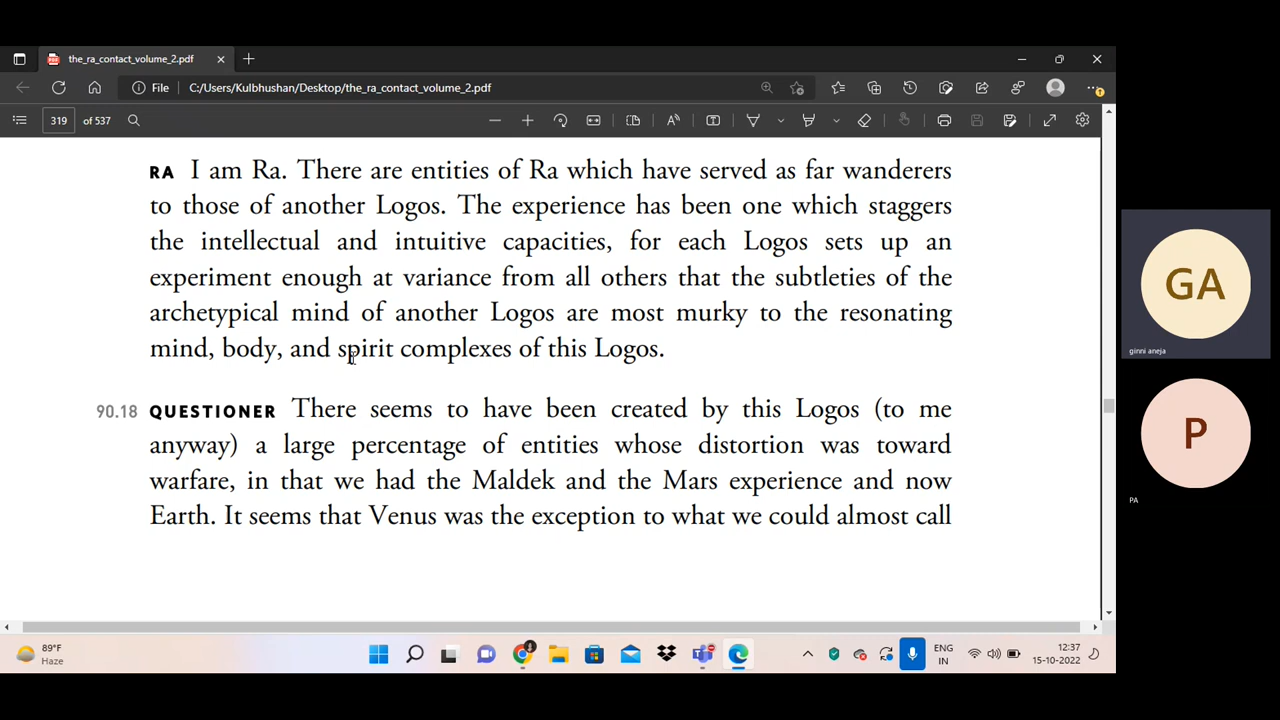 the_ra_contact_volume_2.pdf
File C:/Users/Kulbhushan/Desktop/the_ra_contact_volume_2.pdf
319 of 537
RA I am Ra. There are entities of Ra which have served as far wanderers
to those of another Logos. The experience has been one which staggers
the intellectual and intuitive capacities, for each Logos sets up an
experiment enough at variance from all others that the subtleties of the
archetypical mind of another Logos are most murky to the resonating
mind, body, and spirit complexes of this Logos.
90.18 QUESTIONER There seems to have been created by this Logos (to me
anyway) a large percentage of entities whose distortion was toward
warfare, in that we had the Maldek and the Mars experience and now
Earth. It seems that Venus was the exception to what we could almost call
GA
ginni aneja
P
PA
89°F
Haze
ENG
IN
12:37
15-10-2022